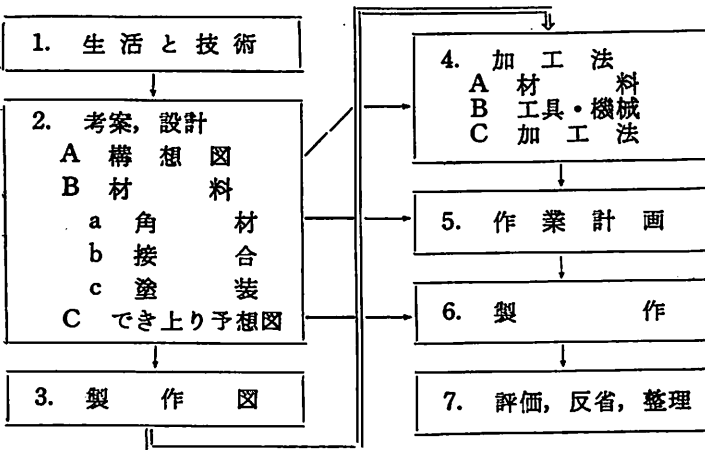 1. 生活と技術
2. 考案, 設計
A 構想図
B 材料
a 角材
b 接合
c 塗装
C でき上り予想図
3. 製作図
4. 加工法
A 材料
B 工具・機械
C 加工法
5. 作業計画
6. 製作
7. 評価, 反省, 整理